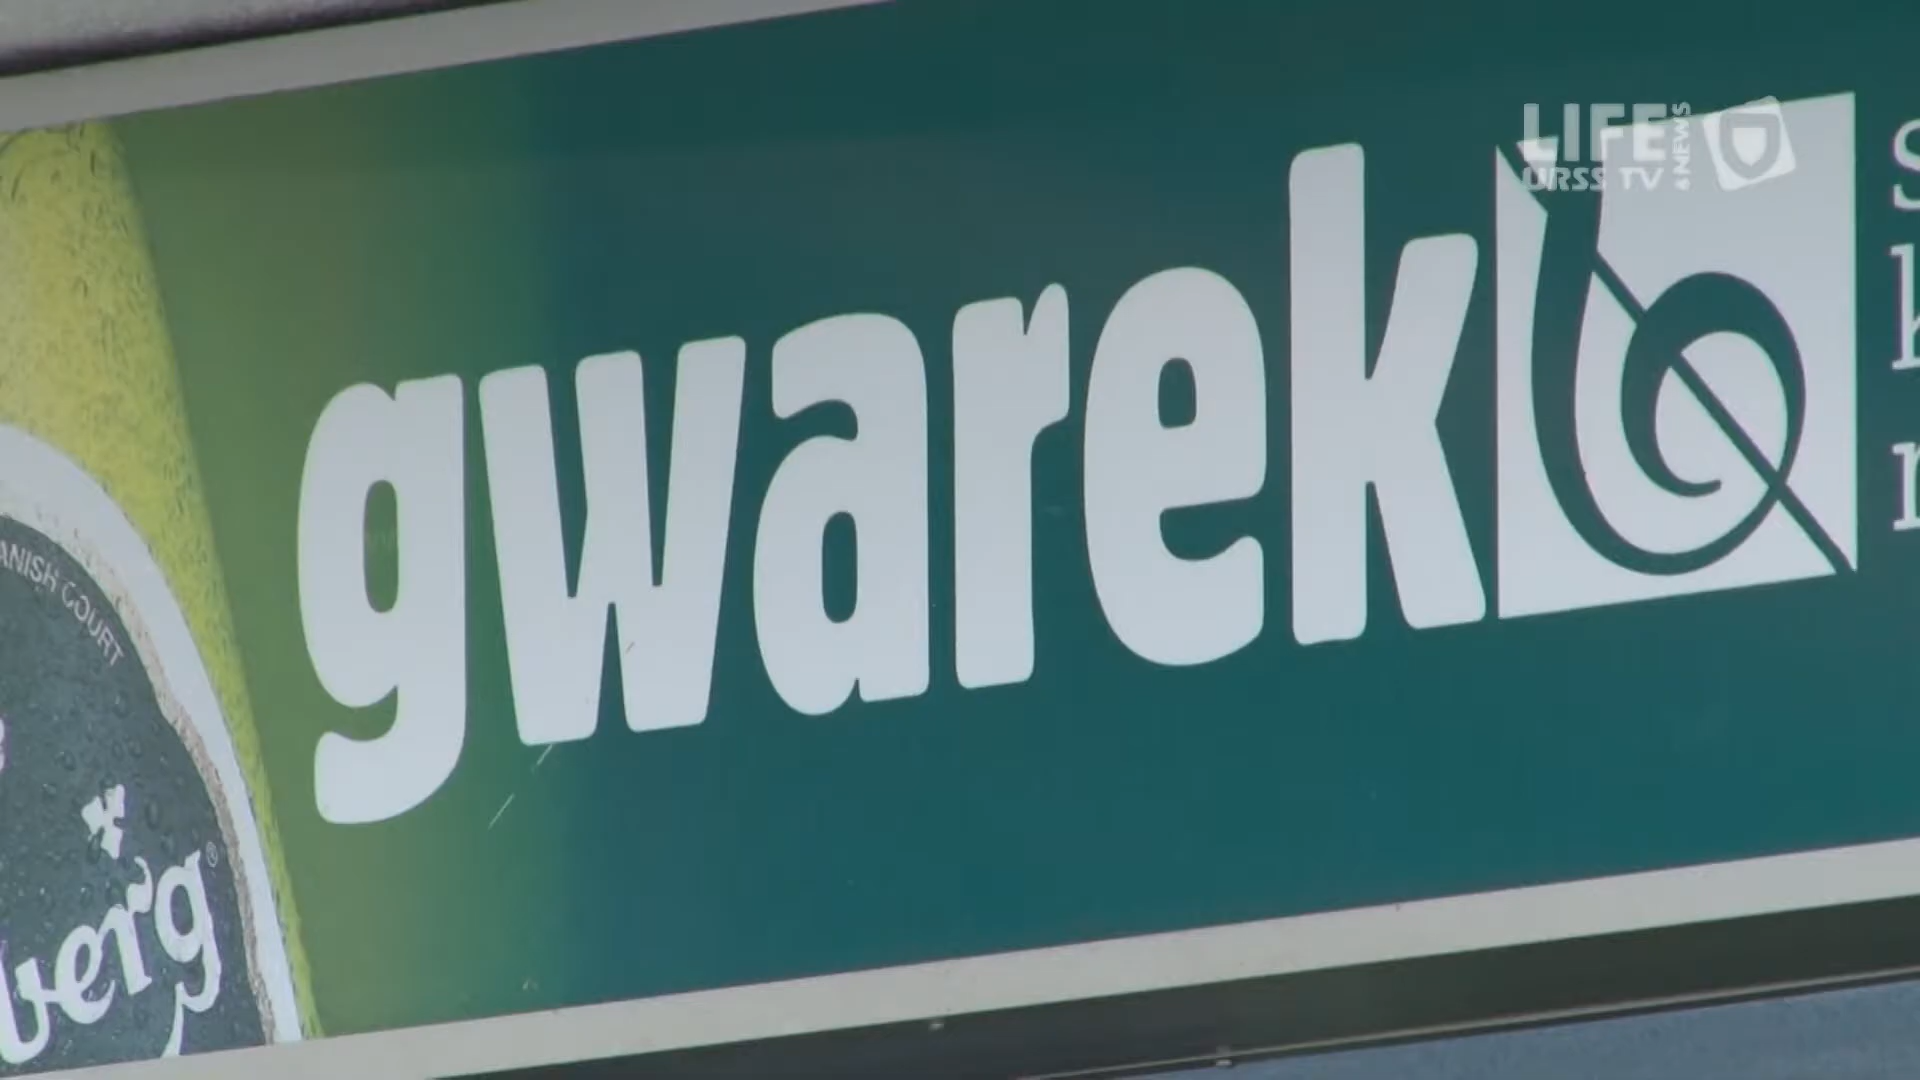 LIFE
URSS TV & NEWS
gwarek
ANISH COURT
berg®